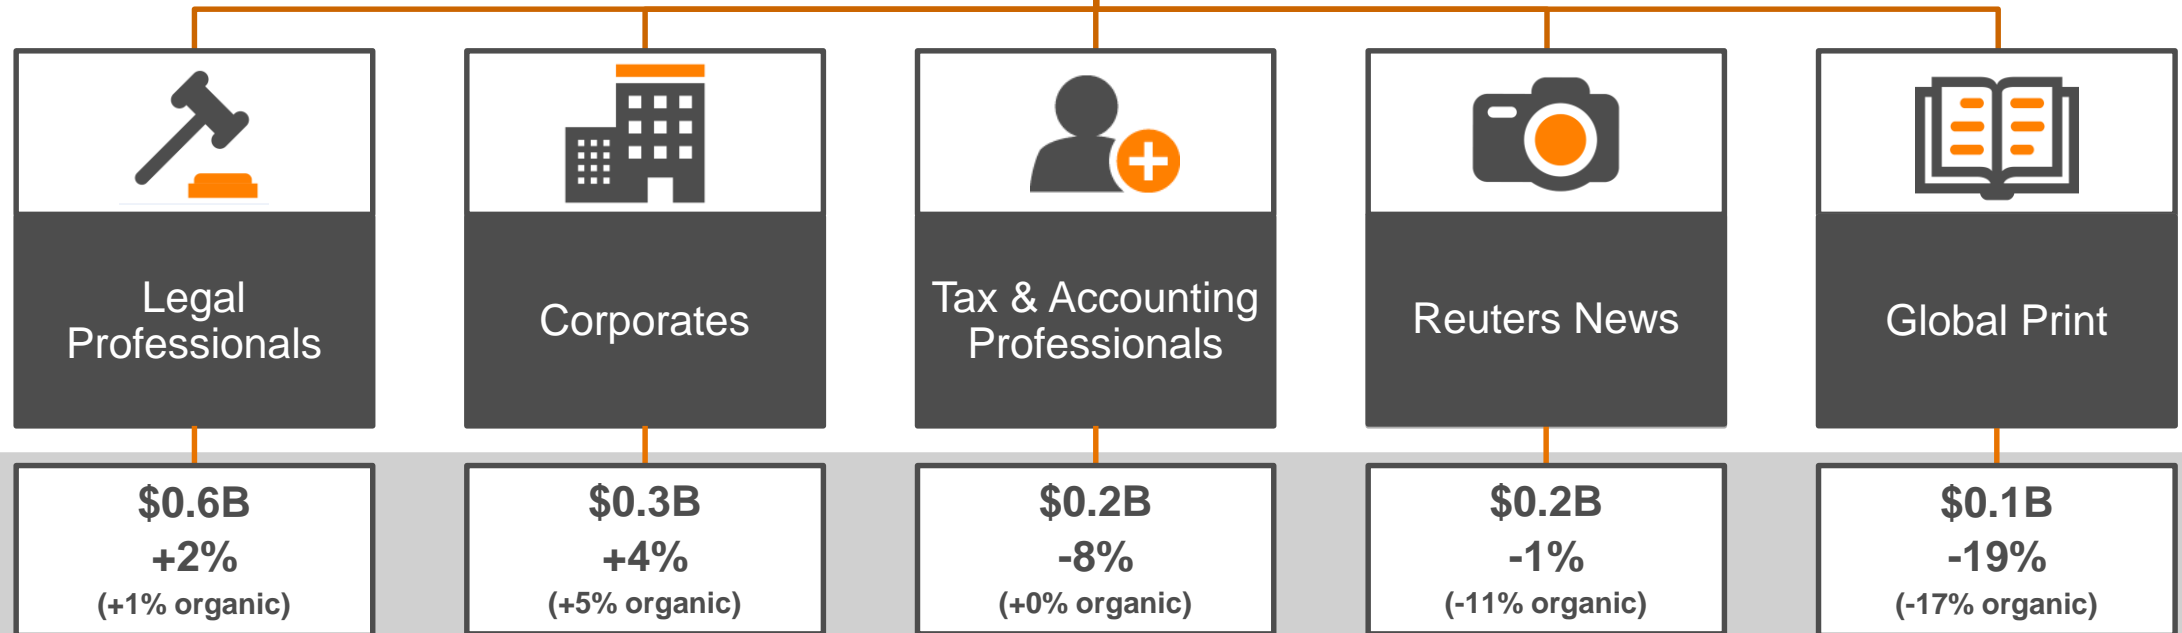 Legal
Professionals
Corporates
Tax & Accounting
Professionals
Reuters News
Global Print
$0.6B
+2%
(+1% organic)
$0.3B
+4%
(+5% organic)
$0.2B
-8%
(+0% organic)
$0.2B
-1%
(-11% organic)
$0.1B
-19%
(-17% organic)